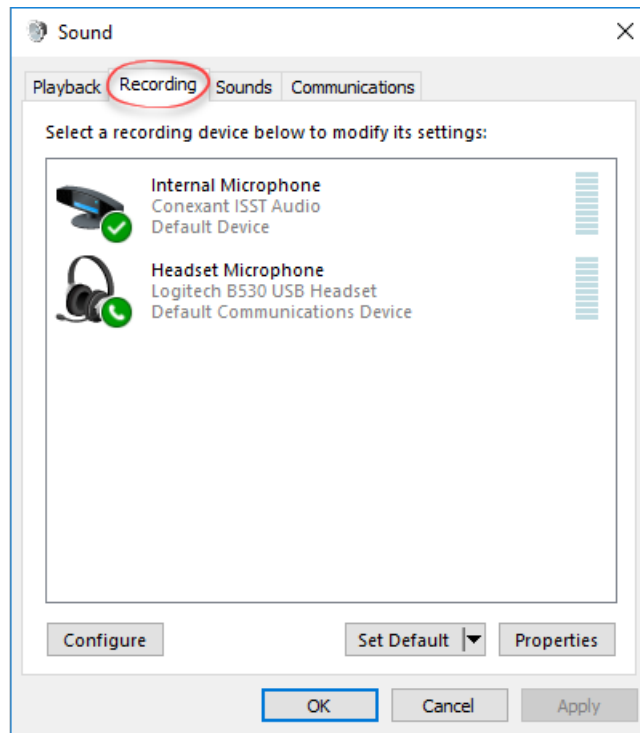 Sound
Playback Recording Sounds Communications
Select a recording device below to modify its settings:
Internal Microphone
Conexant ISST Audio
Default Device
Headset Microphone
Logitech B530 USB Headset
Default Communications Device
Configure Set Default Properties
OK Cancel Apply